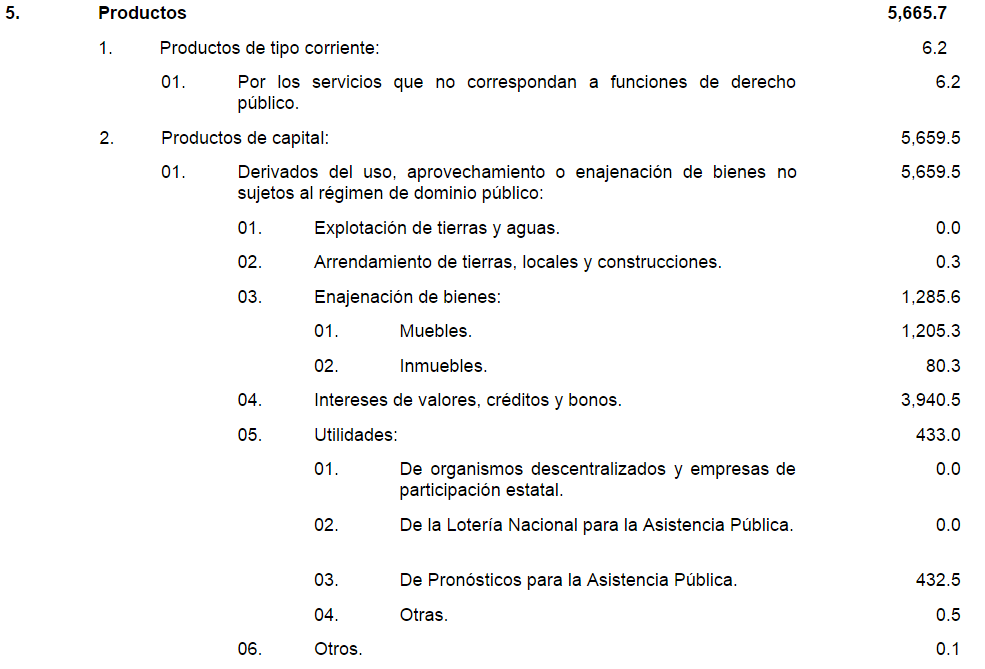 5. Productos 5,665.7
1. Productos de tipo corriente: 6.2
01. Por los servicios que no correspondan a funciones de derecho 6.2
público.
2. Productos de capital: 5,659.5
01. Derivados del uso, aprovechamiento o enajenación de bienes no 5,659.5
sujetos al régimen de dominio público:
01. Explotación de tierras y aguas. 0.0
02. Arrendamiento de tierras, locales y construcciones. 0.3
03. Enajenación de bienes: 1,285.6
01. Muebles. 1,205.3
02. Inmuebles. 80.3
04. Intereses de valores, créditos y bonos. 3,940.5
05. Utilidades: 433.0
01. De organismos descentralizados y empresas de 0.0
participación estatal.
02. De la Lotería Nacional para la Asistencia Pública. 0.0
03. De Pronósticos para la Asistencia Pública. 432.5
04. Otras. 0.5
06. Otros. 0.1